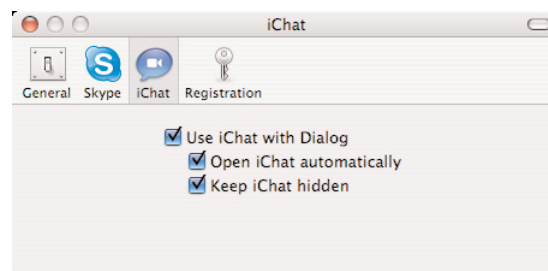 iChat
General Skype iChat Registration
Use iChat with Dialog
Open iChat automatically
Keep iChat hidden